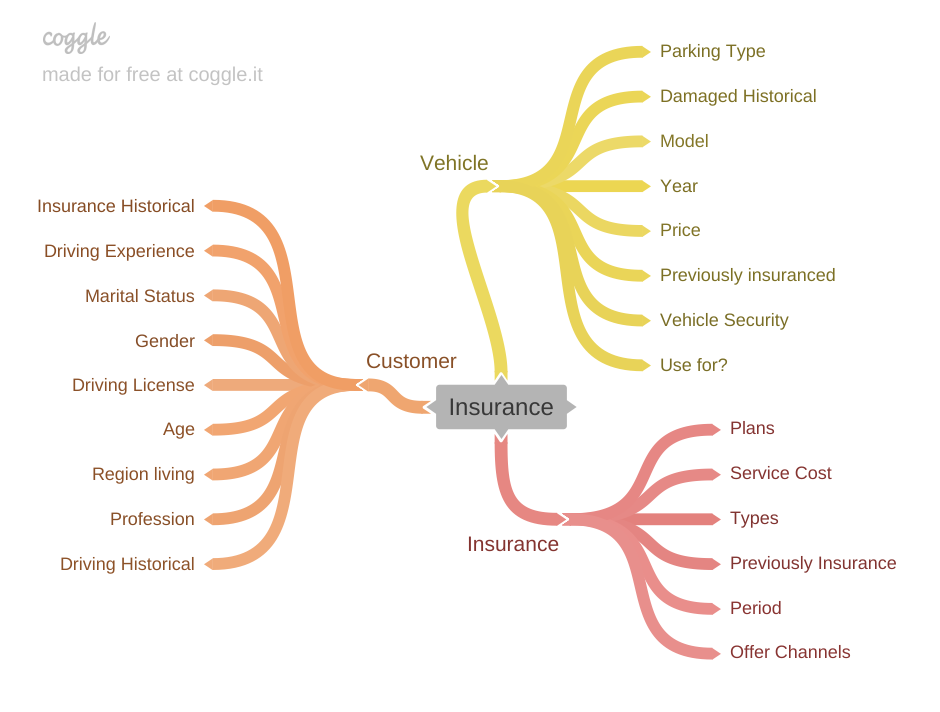 coggle
made for free at coggle.it
Vehicle
Parking Type
Damaged Historical
Model
Year
Price
Previously insuranced
Vehicle Security
Use for?
Customer
Insurance Historical
Driving Experience
Marital Status
Gender
Driving License
Age
Region living
Profession
Driving Historical
Insurance
Insurance
Plans
Service Cost
Types
Previously Insurance
Period
Offer Channels